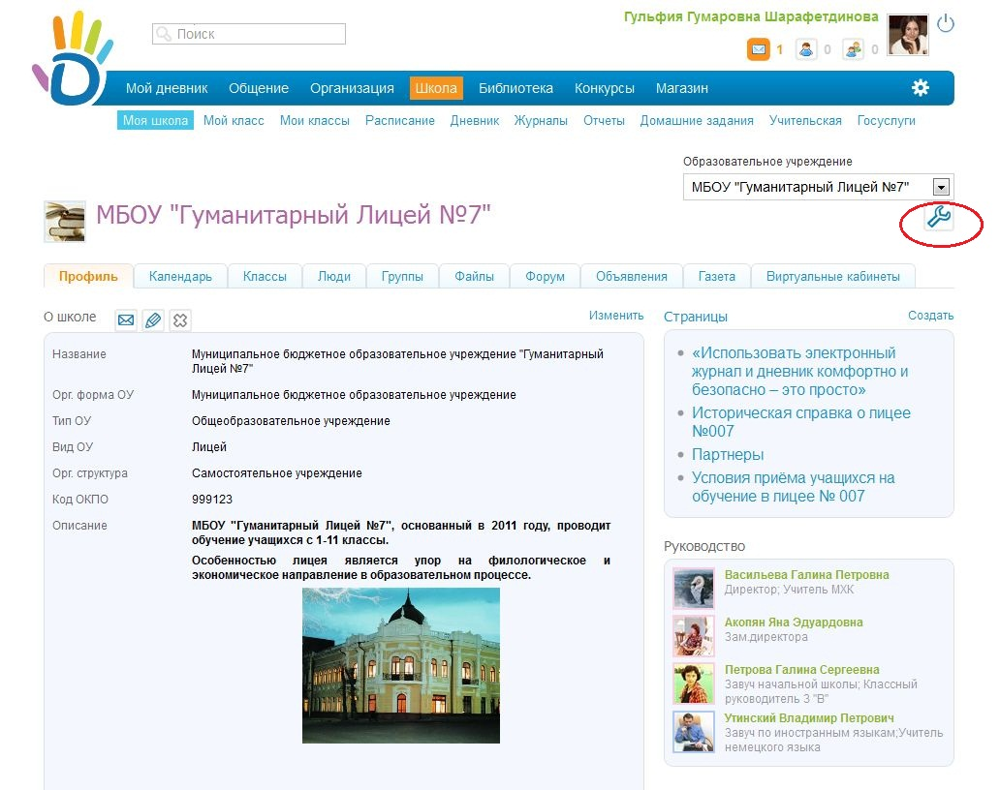 Гульфия Гумаровна Шарафетдинова
Поиск
1 0 0
D
Мой дневник Общение Организация Школа Библиотека Конкурсы Магазин
Моя школа Мой класс Мои классы Расписание Дневник Журналы Отчеты Домашние задания Учительская Госуслуги
Образовательное учреждение
МБОУ "Гуманитарный Лицей №7"
МБОУ "Гуманитарный Лицей №7"
Профиль Календарь Классы Люди Группы Файлы Форум Объявления Газета Виртуальные кабинеты
О школе Изменить
Название Муниципальное бюджетное образовательное учреждение "Гуманитарный
Лицей №7"
Орг. форма ОУ Муниципальное бюджетное образовательное учреждение
Тип ОУ Общеобразовательное учреждение
Вид ОУ Лицей
Орг. структура Самостоятельное учреждение
Код ОКПО 999123
Описание МБОУ "Гуманитарный Лицей №7", основанный в 2011 году, проводит
обучение учащихся с 1-11 классы.
Особенностью лицея является упор на филологическое и
экономическое направление в образовательном процессе.
Страницы Создать
«Использовать электронный
журнал и дневник комфортно и
безопасно – это просто»
Историческая справка о лицее
№007
Партнеры
Условия приёма учащихся на
обучение в лицее № 007
Руководство
Васильева Галина Петровна
Директор; Учитель МХК
Акопян Яна Эдуардовна
Зам.директора
Петрова Галина Сергеевна
Завуч начальной школы; Классный
руководитель 3 "В"
Утинский Владимир Петрович
Завуч по иностранным языкам;Учитель
немецкого языка